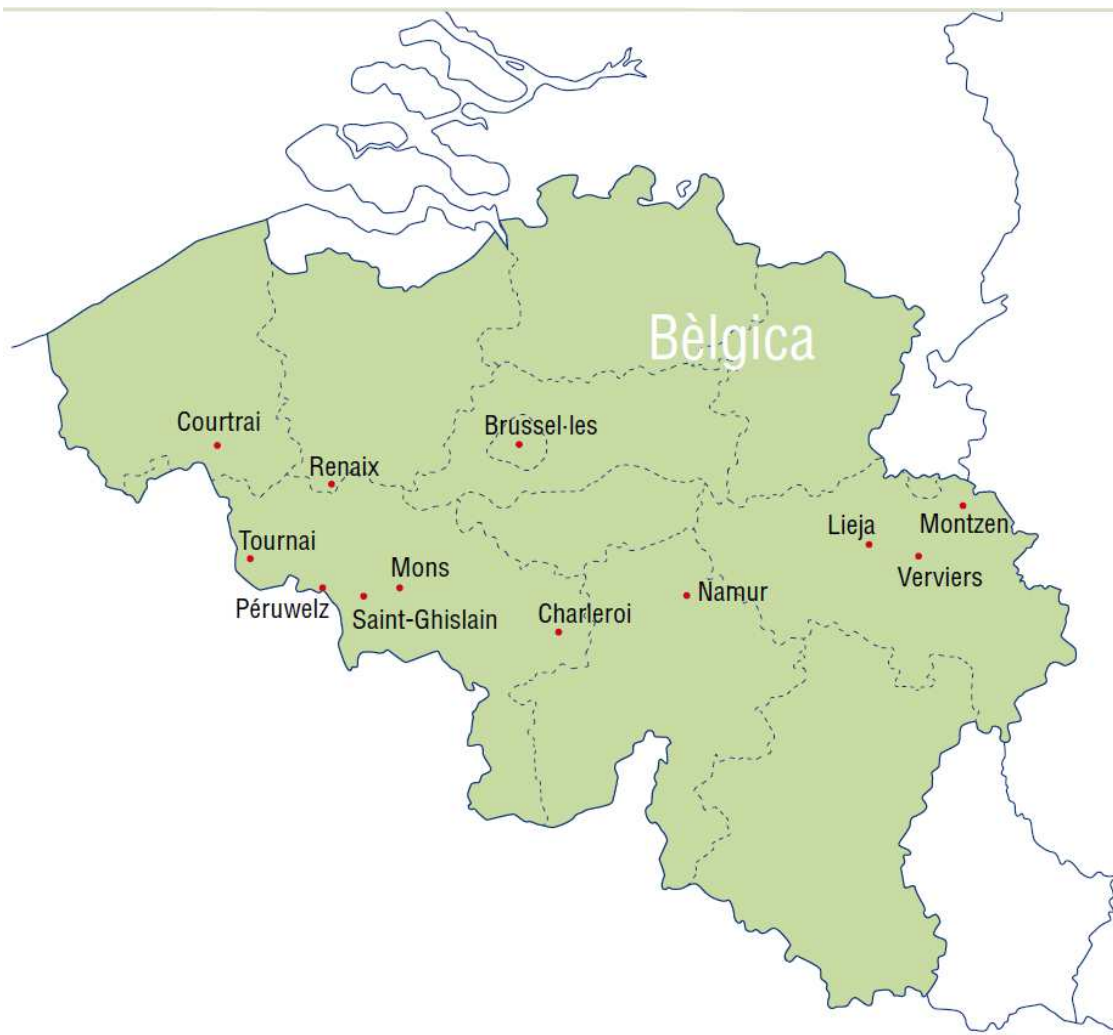 Bèlgica
Courtrai
Brussel·les
Renaix
Lieja
Montzen
Tournai
Mons
Verviers
Péruwelz
Saint-Ghislain
Charleroi
Namur